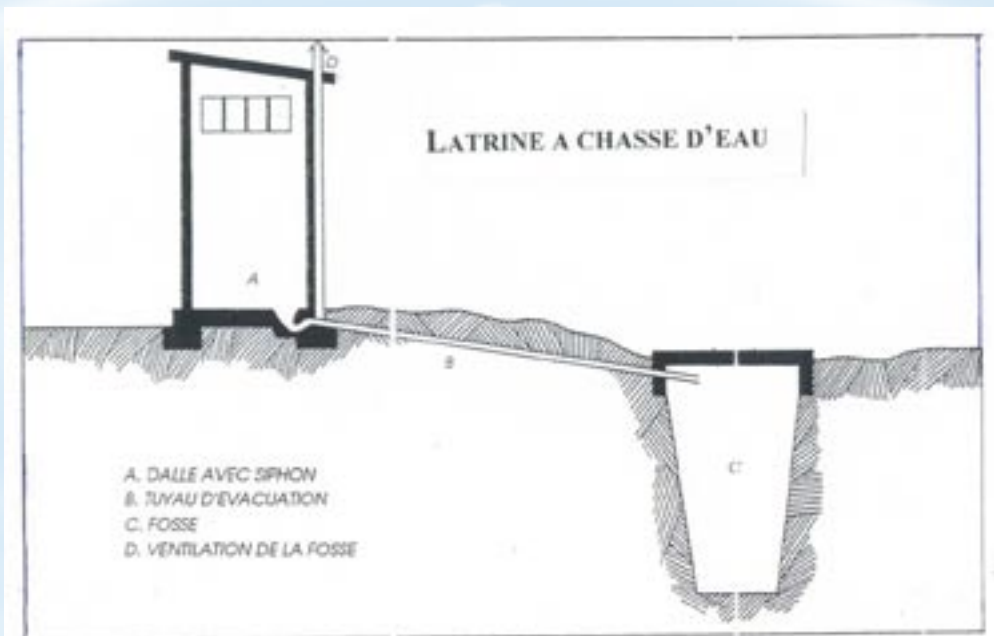 D
LATRINE A CHASSE D'EAU
A
B
C
A. DALLE AVEC SIPHON
B. TUYAU D'EVACUATION
C. FOSSE
D. VENTILATION DE LA FOSSE